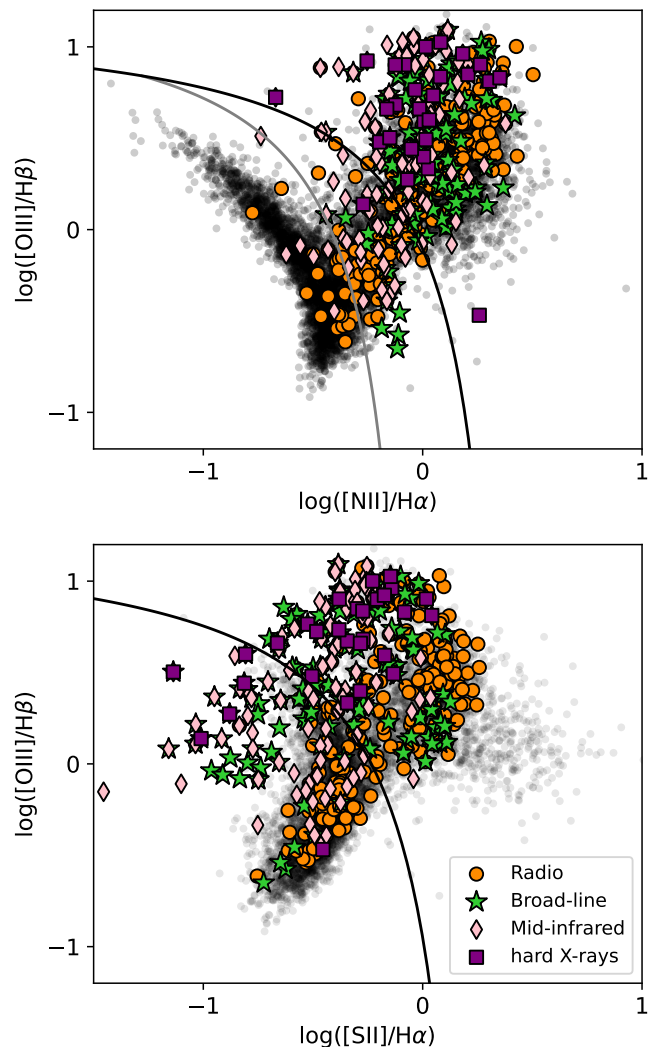 1
0
−1
log([OIII]/Hβ)
−1
0
1
log([NII]/Hα)
1
0
−1
log([OIII]/Hβ)
Radio
Broad-line
Mid-infrared
hard X-rays
−1
0
1
log([SII]/Hα)